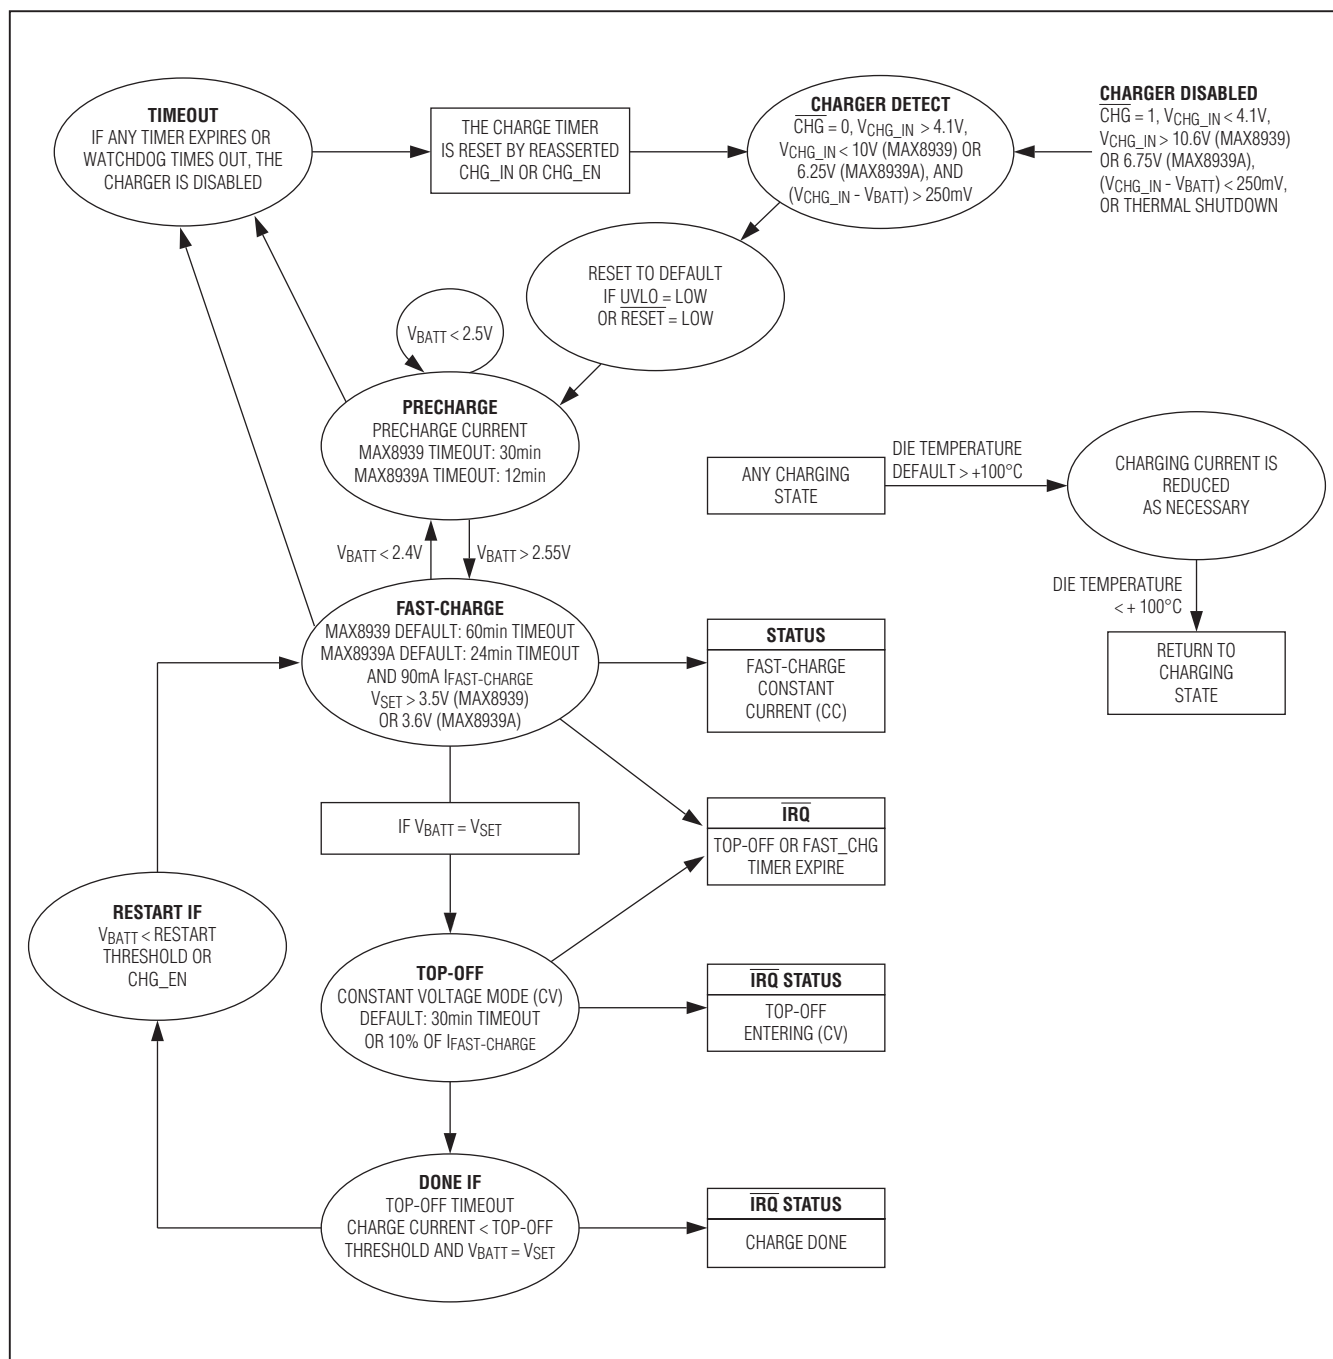 TIMEOUT
IF ANY TIMER EXPIRES OR
WATCHDOG TIMES OUT, THE
CHARGER IS DISABLED
THE CHARGE TIMER
IS RESET BY REASSERTED
CHG_IN OR CHG_EN
CHARGER DETECT
C̅H̅G̅ = 0, VCHG_IN > 4.1V,
VCHG_IN < 10V (MAX8939) OR
6.25V (MAX8939A), AND
(VCHG_IN - VBATT) > 250mV
CHARGER DISABLED
C̅H̅G̅ = 1, VCHG_IN < 4.1V,
VCHG_IN > 10.6V (MAX8939)
OR 6.75V (MAX8939A),
(VCHG_IN - VBATT) < 250mV,
OR THERMAL SHUTDOWN
RESET TO DEFAULT
IF UVLO = LOW
OR R̅E̅S̅E̅T̅ = LOW
VBATT < 2.5V
PRECHARGE
PRECHARGE CURRENT
MAX8939 TIMEOUT: 30min
MAX8939A TIMEOUT: 12min
ANY CHARGING
STATE
DIE TEMPERATURE
DEFAULT > +100°C
CHARGING CURRENT IS
REDUCED
AS NECESSARY
VBATT < 2.4V
VBATT > 2.55V
DIE TEMPERATURE
< + 100°C
RETURN TO
CHARGING
STATE
FAST-CHARGE
MAX8939 DEFAULT: 60min TIMEOUT
MAX8939A DEFAULT: 24min TIMEOUT
AND 90mA IFAST-CHARGE
VSET > 3.5V (MAX8939)
OR 3.6V (MAX8939A)
STATUS
FAST-CHARGE
CONSTANT
CURRENT (CC)
IF VBATT = VSET
I̅R̅Q̅
TOP-OFF OR FAST_CHG
TIMER EXPIRE
RESTART IF
VBATT < RESTART
THRESHOLD OR
CHG_EN
TOP-OFF
CONSTANT VOLTAGE MODE (CV)
DEFAULT: 30min TIMEOUT
OR 10% OF IFAST-CHARGE
I̅R̅Q̅ STATUS
TOP-OFF
ENTERING (CV)
DONE IF
TOP-OFF TIMEOUT
CHARGE CURRENT < TOP-OFF
THRESHOLD AND VBATT = VSET
I̅R̅Q̅ STATUS
CHARGE DONE